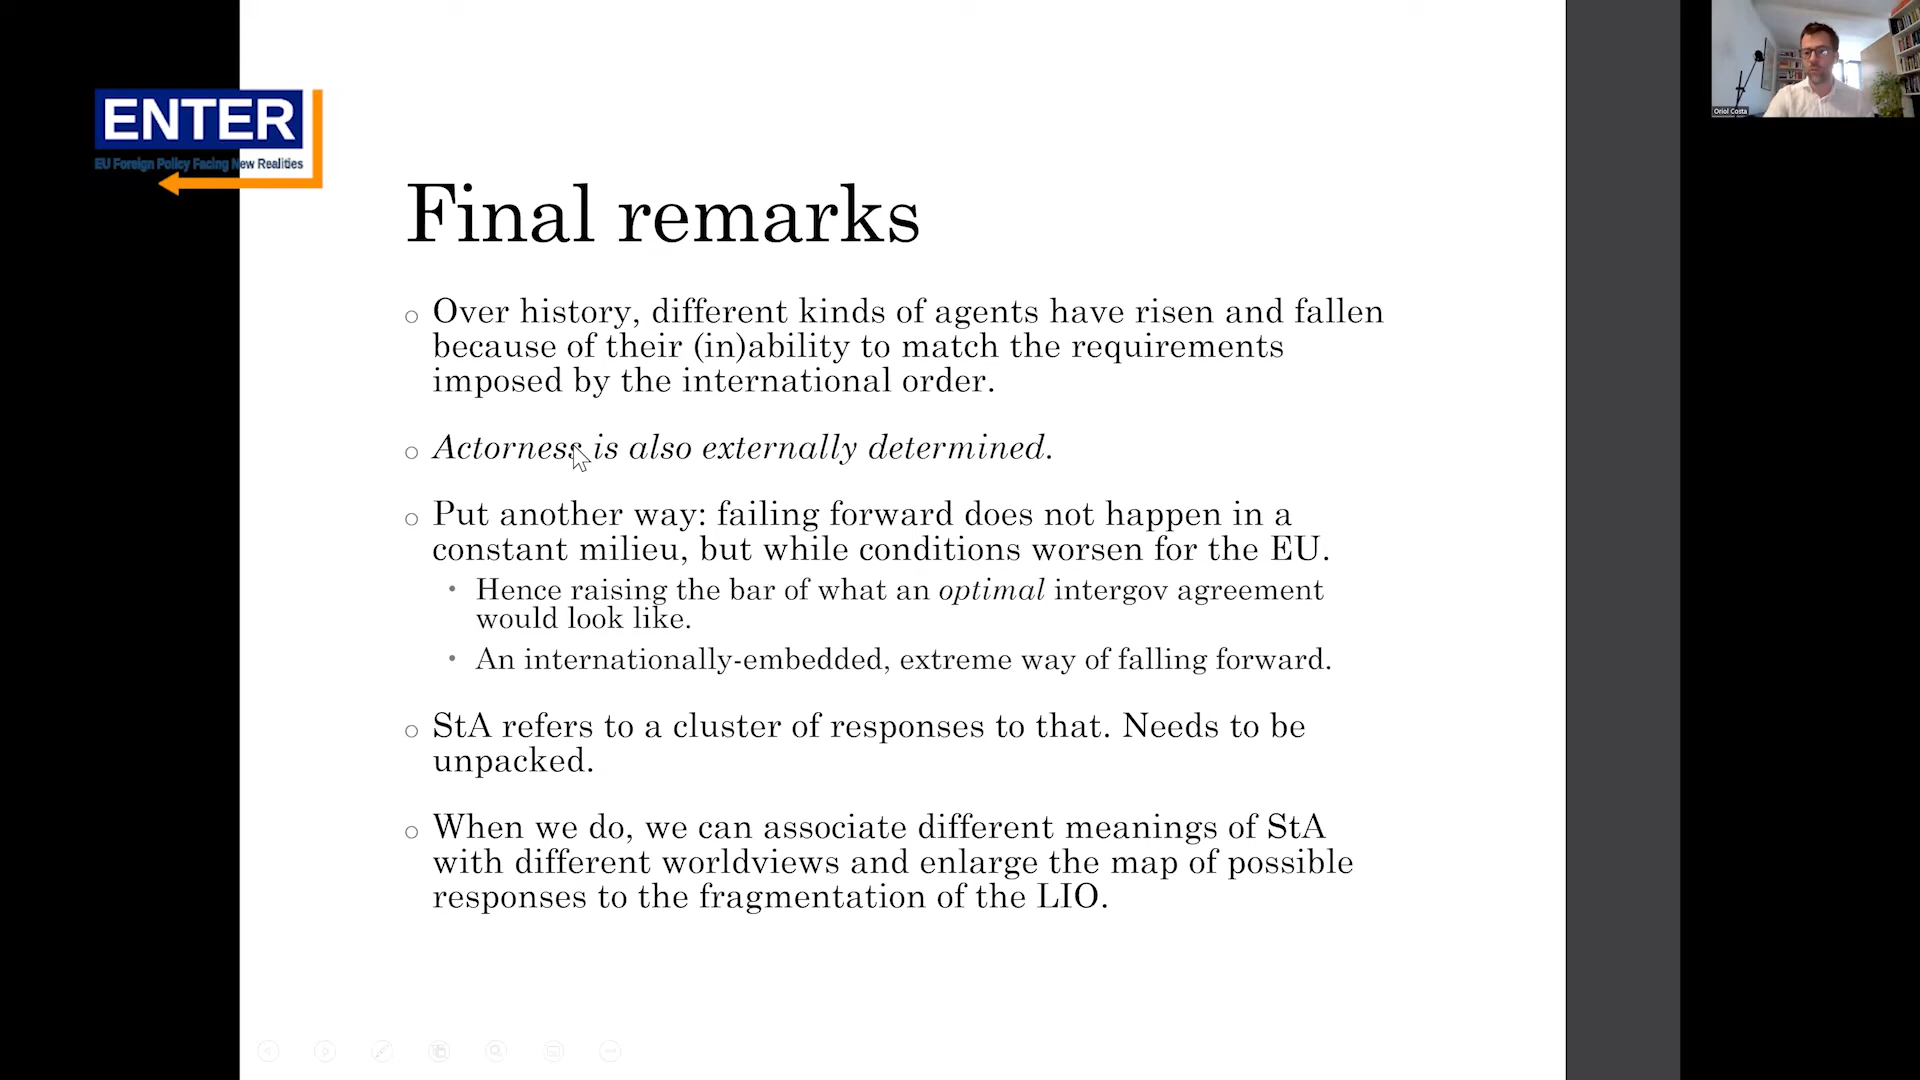 ENTER
EU Foreign Policy Facing New Realities
Oriol Costa
Final remarks
Over history, different kinds of agents have risen and fallen
because of their (in)ability to match the requirements
imposed by the international order.
Actorness is also externally determined.
Put another way: failing forward does not happen in a
constant milieu, but while conditions worsen for the EU.
Hence raising the bar of what an optimal intergov agreement
would look like.
An internationally-embedded, extreme way of falling forward.
StA refers to a cluster of responses to that. Needs to be
unpacked.
When we do, we can associate different meanings of StA
with different worldviews and enlarge the map of possible
responses to the fragmentation of the LIO.